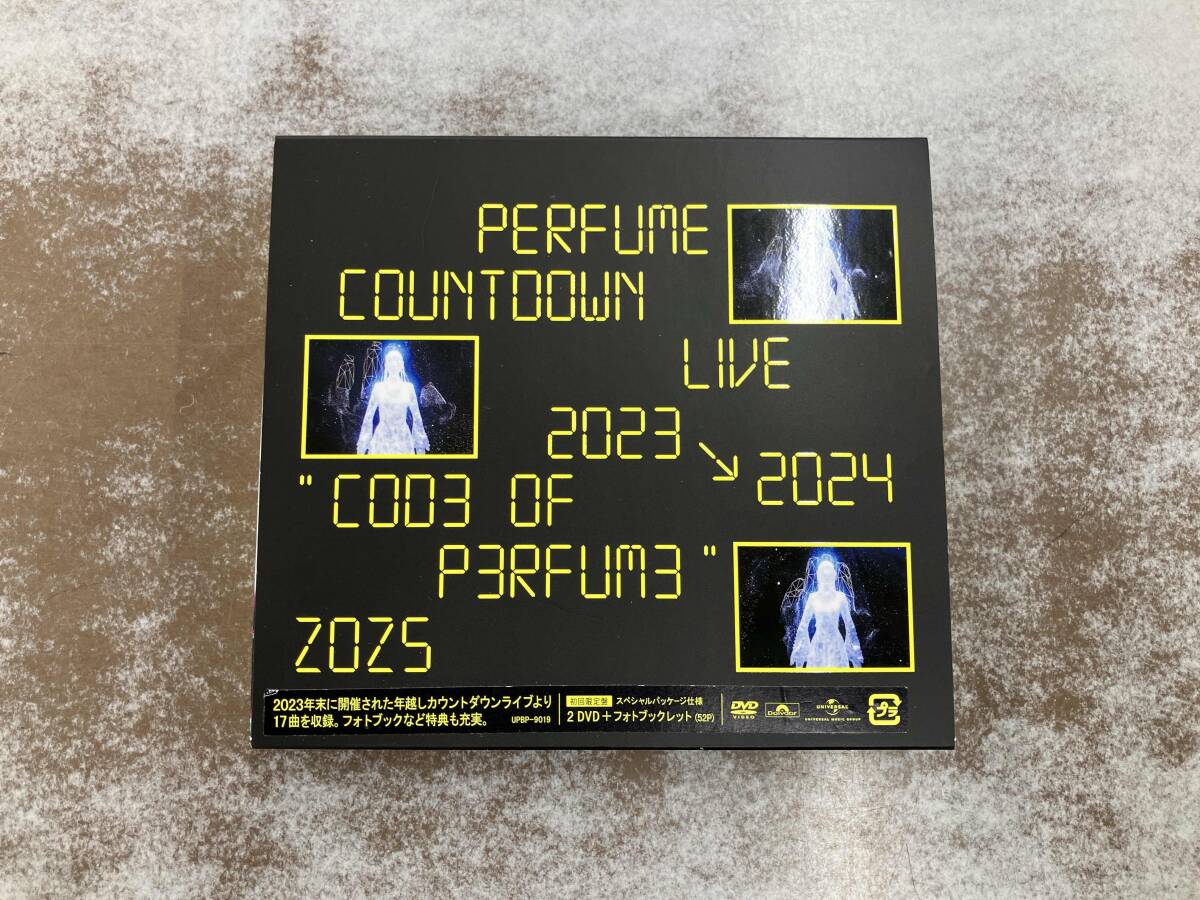 PERFUME
COUNTDOWN
LIVE
2023
2024
"COD3 OF
P3RFUM3"
ZOZ5
2023年末に開催された年越しカウントダウンライブより
17曲を収録。フォトブックなど特典も充実。
UPBP-9019
初回限定盤 スペシャルパッケージ仕様
2 DVD+フォトブックレット(52P)
DVD
VIDEO
Polydor
UNIVERSAL
UNIVERSAL MUSIC GROUP
プラ